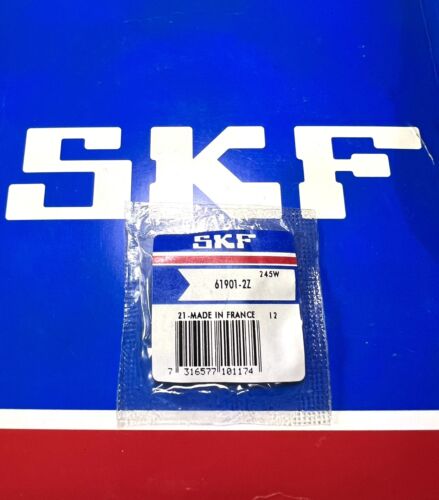 SKF
SKF
245W
61901-2Z
21-MADE IN FRANCE 12
7 316577 101174